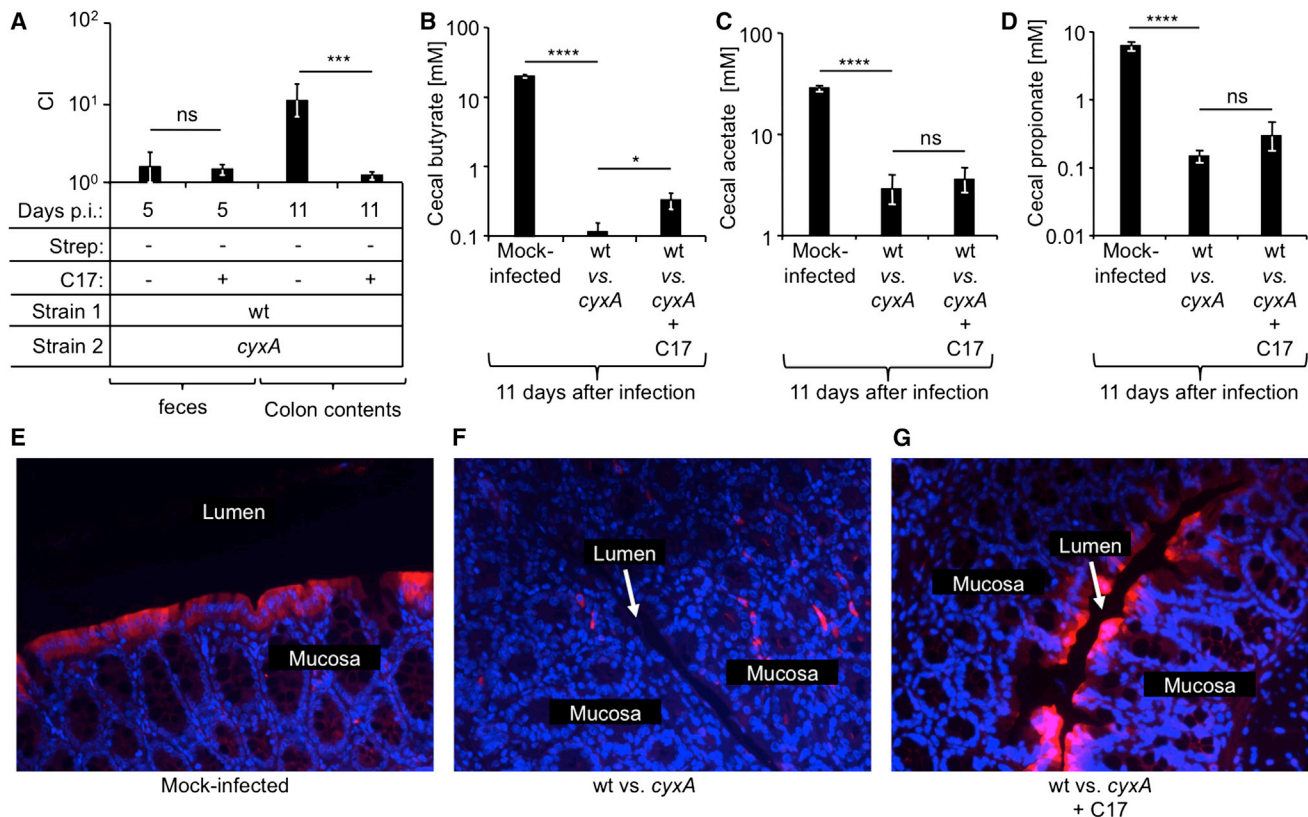 A
10²
10¹
10⁰
CI
ns
***
Days p.i.: 5 5 11 11
Strep: - - - -
C17: - + - +
Strain 1 wt
Strain 2 cyxA
feces
Colon contents
B
Cecal butyrate [mM]
100
10
1
0.1
****
*
Mock-infected
wt
vs.
cyxA
wt
vs.
cyxA
+
C17
11 days after infection
C
Cecal acetate [mM]
100
10
1
****
ns
Mock-infected
wt
vs.
cyxA
wt
vs.
cyxA
+
C17
11 days after infection
D
Cecal propionate [mM]
10
1
0.1
0.01
****
ns
Mock-infected
wt
vs.
cyxA
wt
vs.
cyxA
+
C17
11 days after infection
E
Lumen
Mucosa
Mock-infected
F
Lumen
Mucosa
Mucosa
wt vs. cyxA
G
Lumen
Mucosa
Mucosa
wt vs. cyxA
+ C17